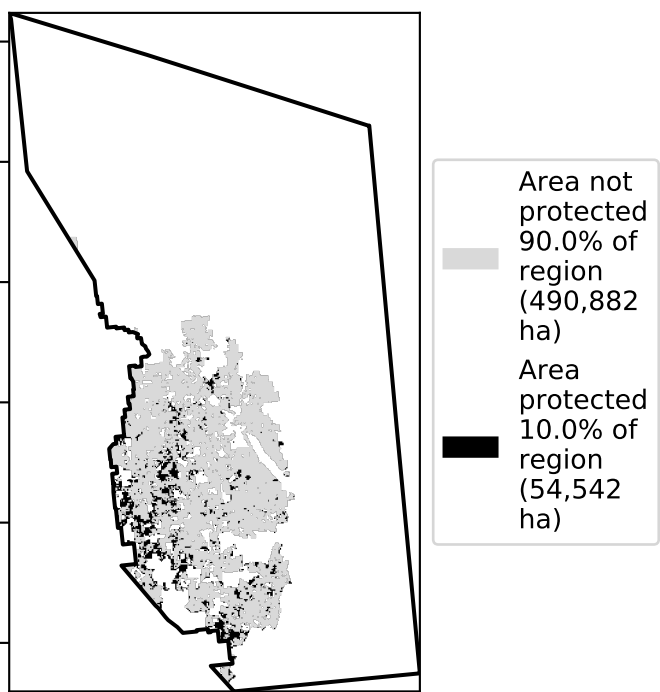 Area not
protected
90.0% of
region
(490,882
ha)
Area
protected
10.0% of
region
(54,542
ha)